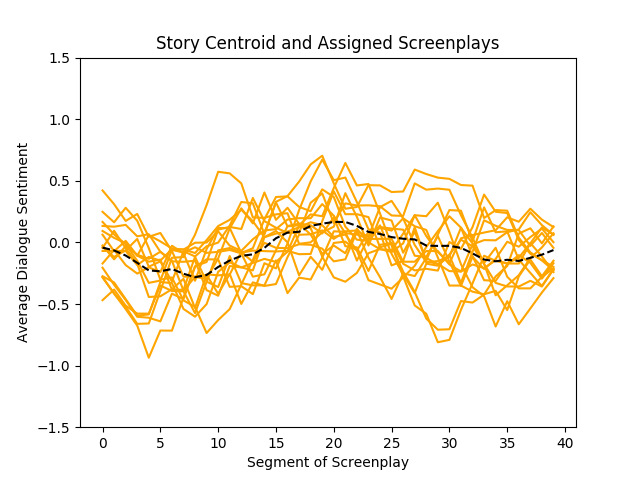 Story Centroid and Assigned Screenplays
1.5
1.0
0.5
0.0
−0.5
−1.0
−1.5
Average Dialogue Sentiment
0 5 10 15 20 25 30 35 40
Segment of Screenplay